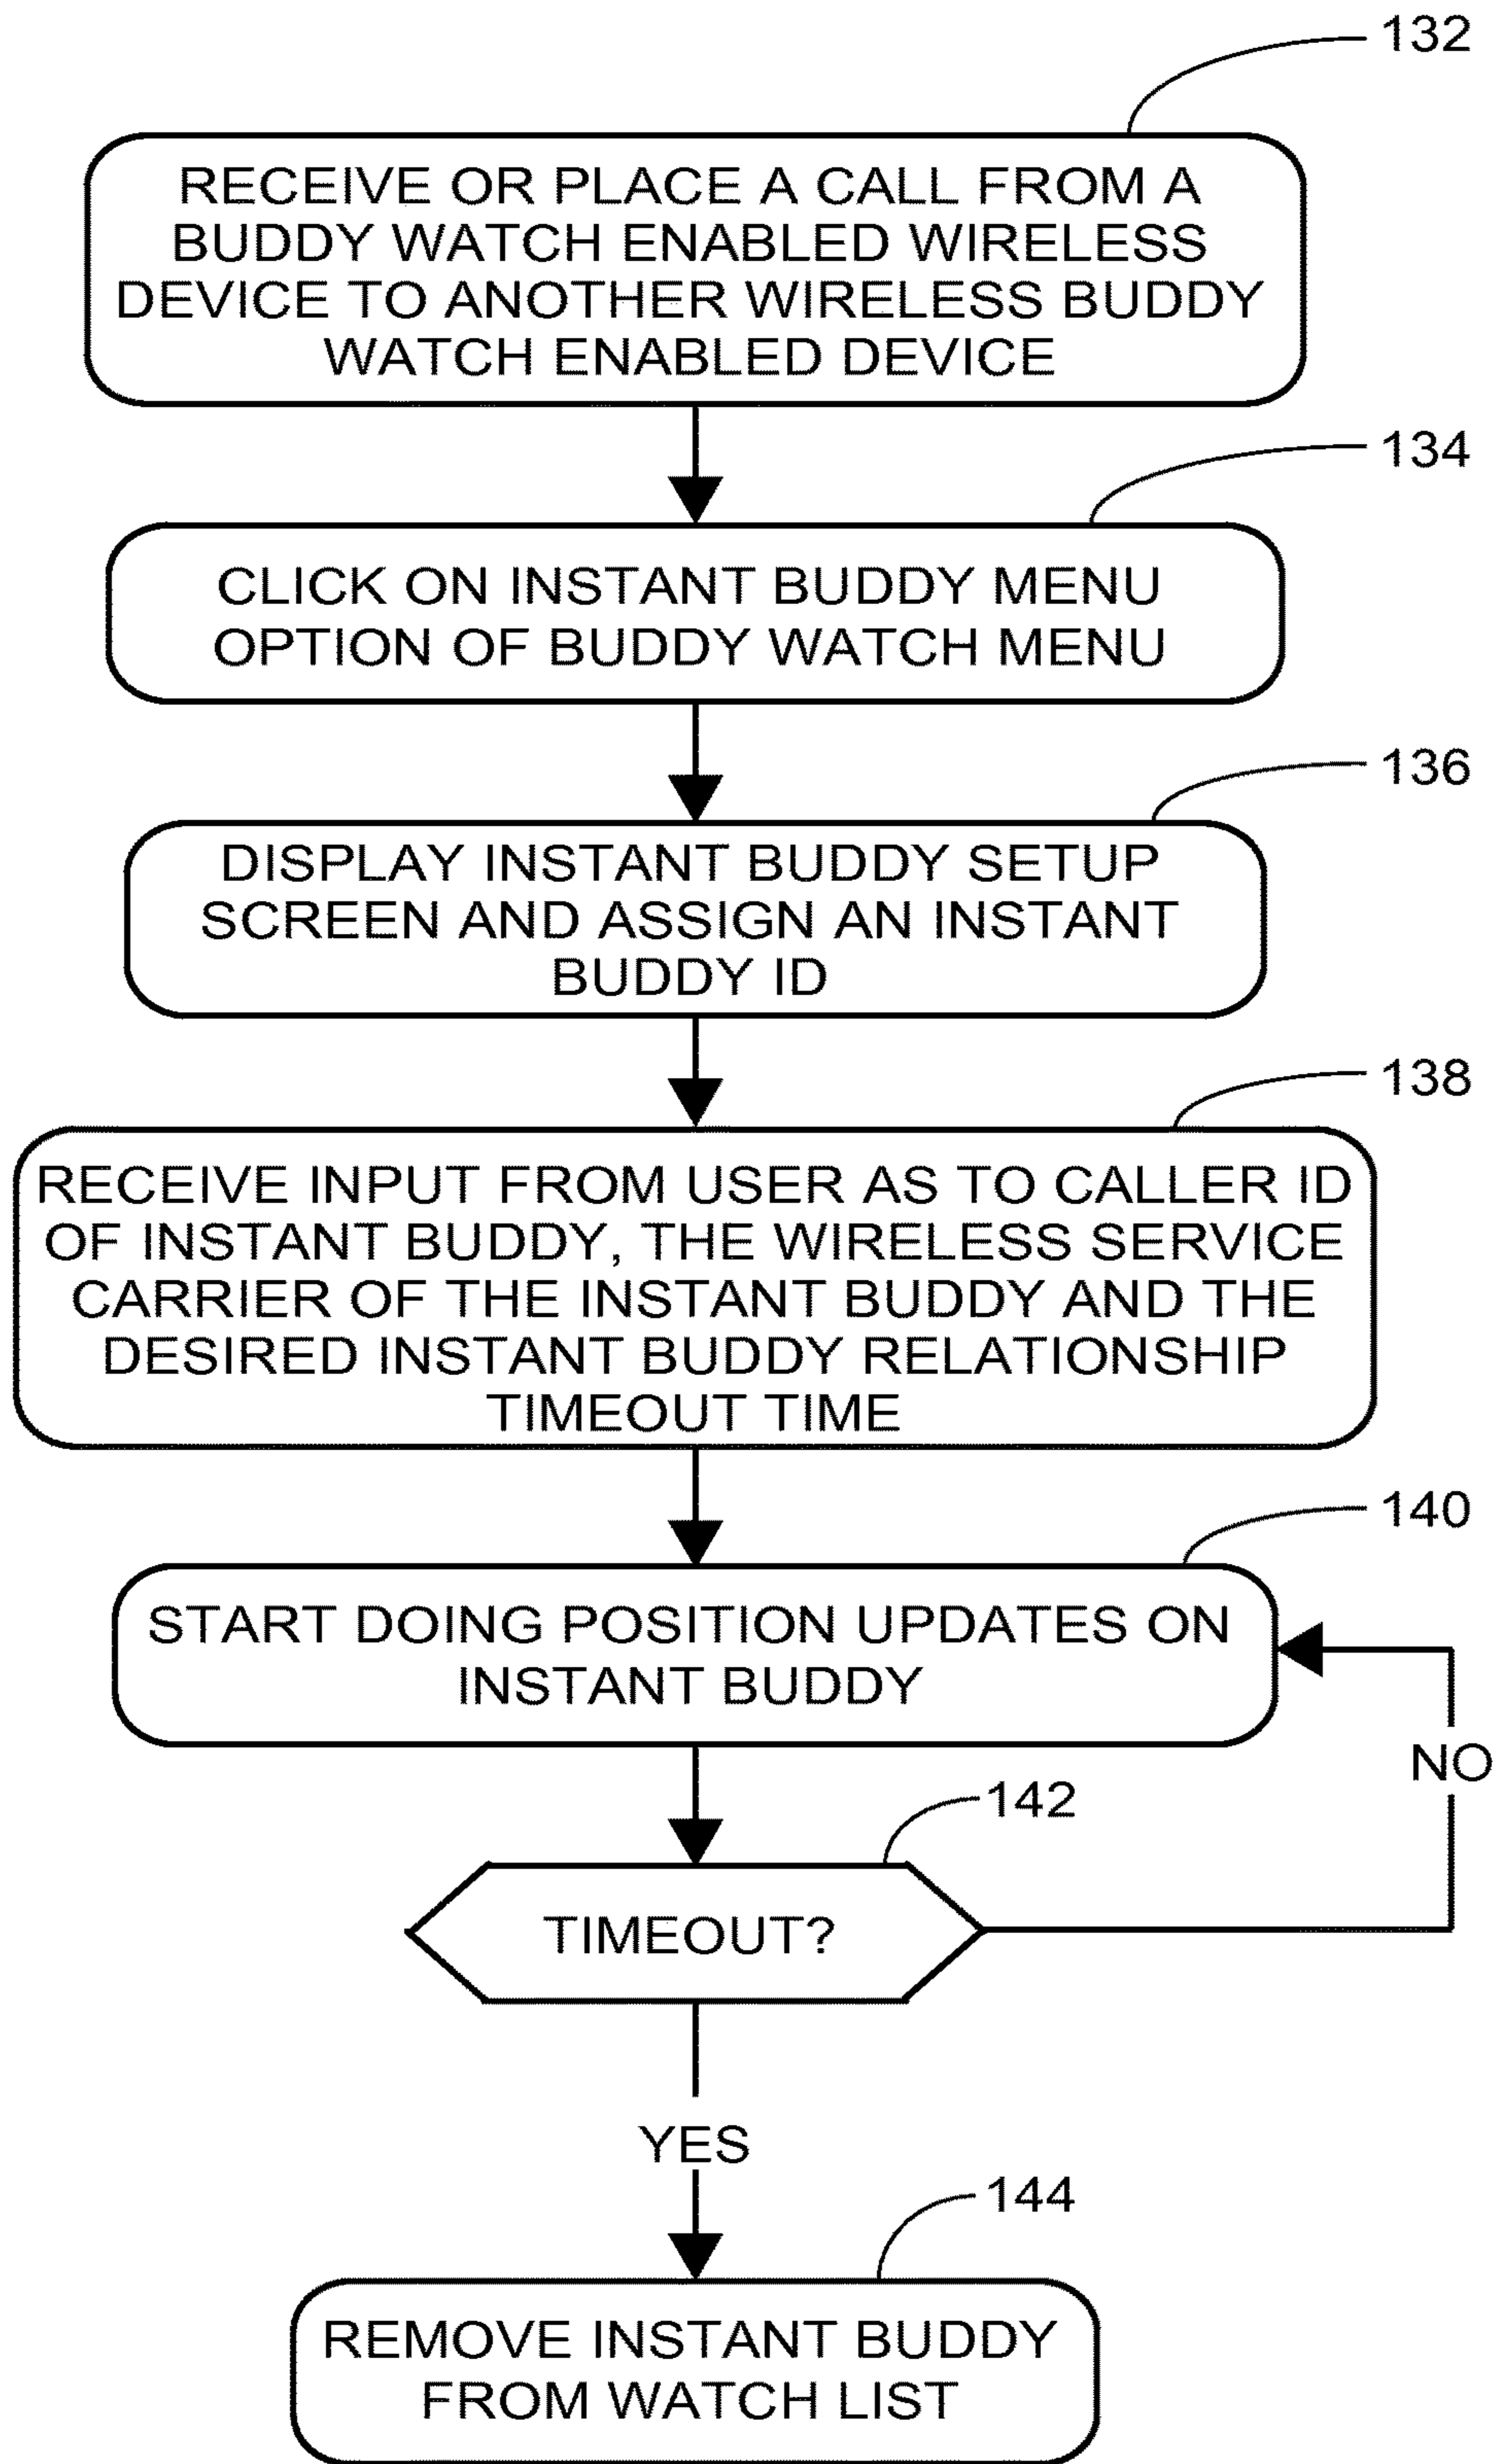 132
RECEIVE OR PLACE A CALL FROM A
BUDDY WATCH ENABLED WIRELESS
DEVICE TO ANOTHER WIRELESS BUDDY
WATCH ENABLED DEVICE
134
CLICK ON INSTANT BUDDY MENU
OPTION OF BUDDY WATCH MENU
136
DISPLAY INSTANT BUDDY SETUP
SCREEN AND ASSIGN AN INSTANT
BUDDY ID
138
RECEIVE INPUT FROM USER AS TO CALLER ID
OF INSTANT BUDDY, THE WIRELESS SERVICE
CARRIER OF THE INSTANT BUDDY AND THE
DESIRED INSTANT BUDDY RELATIONSHIP
TIMEOUT TIME
140
START DOING POSITION UPDATES ON
INSTANT BUDDY
NO
142
TIMEOUT?
YES
144
REMOVE INSTANT BUDDY
FROM WATCH LIST